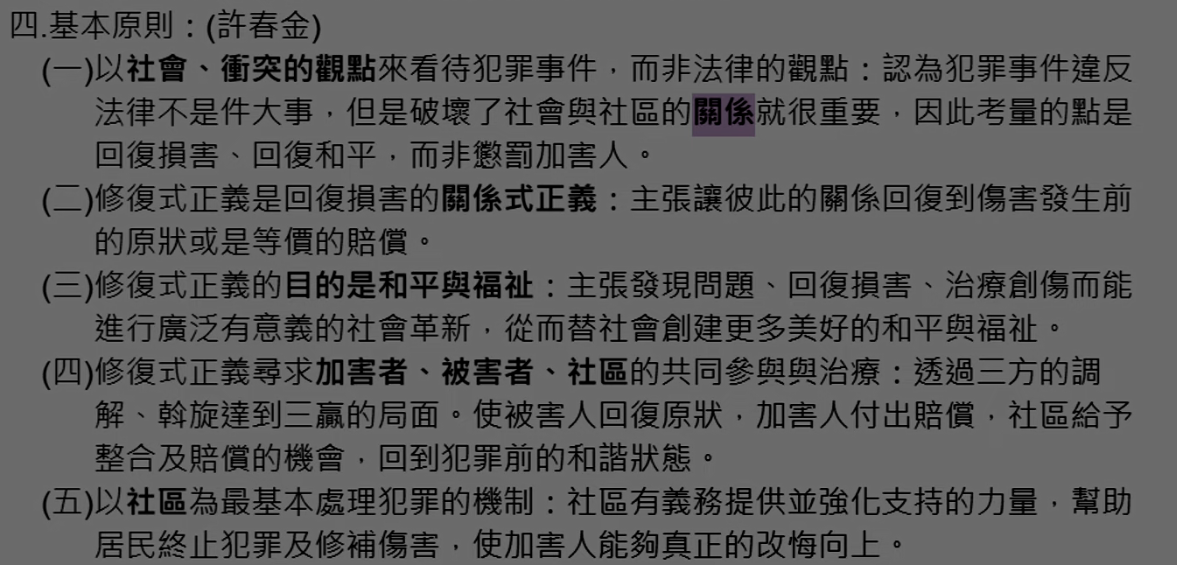 四.基本原則：(許春金)
(一)以社會、衝突的觀點來看待犯罪事件，而非法律的觀點：認為犯罪事件違反
法律不是件大事，但是破壞了社會與社區的關係就很重要，因此考量的點是
回復損害、回復和平，而非懲罰加害人。
(二)修復式正義是回復損害的關係式正義：主張讓彼此的關係回復到傷害發生前
的原狀或是等價的賠償。
(三)修復式正義的目的是和平與福祉：主張發現問題、回復損害、治療創傷而能
進行廣泛有意義的社會革新，從而替社會創建更多美好的和平與福祉。
(四)修復式正義尋求加害者、被害者、社區的共同參與與治療：透過三方的調
解、斡旋達到三贏的局面。使被害人回復原狀，加害人付出賠償，社區給予
整合及賠償的機會，回到犯罪前的和諧狀態。
(五)以社區為最基本處理犯罪的機制：社區有義務提供並強化支持的力量，幫助
居民終止犯罪及修補傷害，使加害人能夠真正的改悔向上。